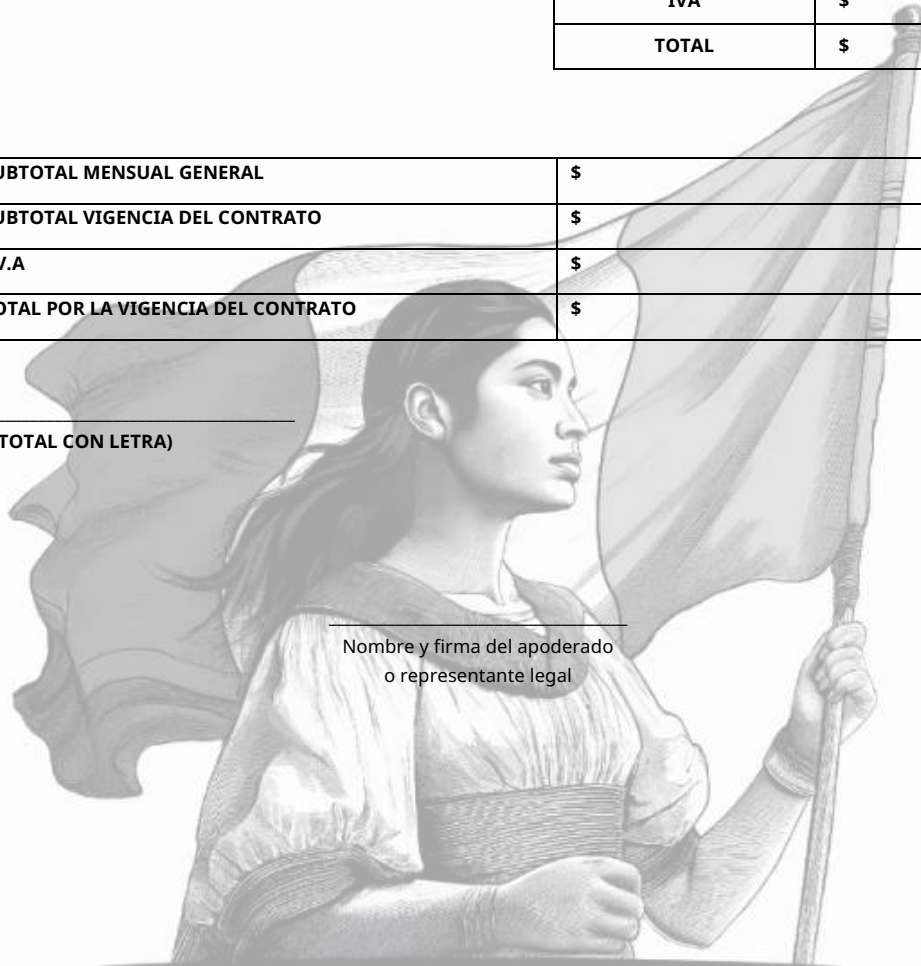 IVA $
TOTAL $
UBTOTAL MENSUAL GENERAL $
UBTOTAL VIGENCIA DEL CONTRATO $
V.A $
OTAL POR LA VIGENCIA DEL CONTRATO $
TOTAL CON LETRA)
Nombre y firma del apoderado
o representante legal